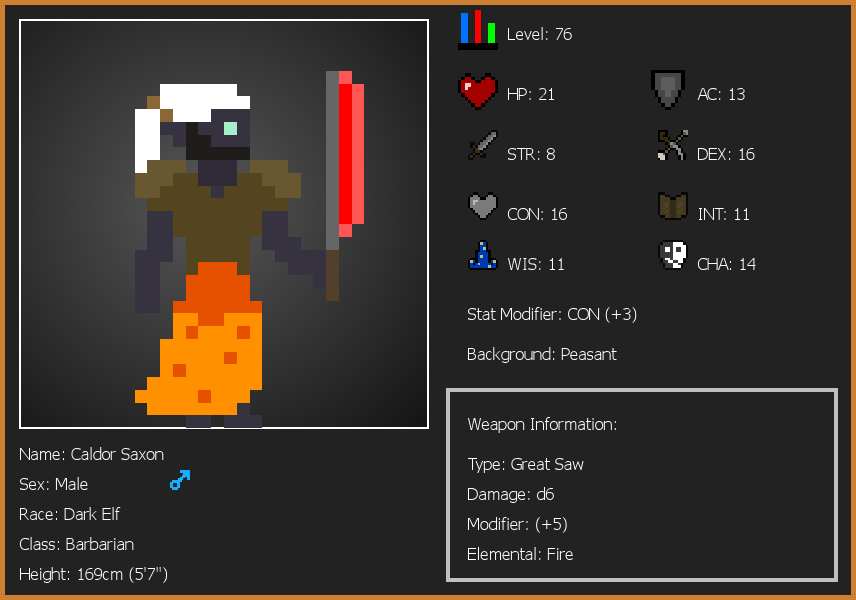 Level: 76
HP: 21
AC: 13
STR: 8
DEX: 16
CON: 16
INT: 11
WIS: 11
CHA: 14
Stat Modifier: CON (+3)
Background: Peasant
Weapon Information:
Type: Great Saw
Damage: d6
Modifier: (+5)
Elemental: Fire
Name: Caldor Saxon
Sex: Male
Race: Dark Elf
Class: Barbarian
Height: 169cm (5'7")